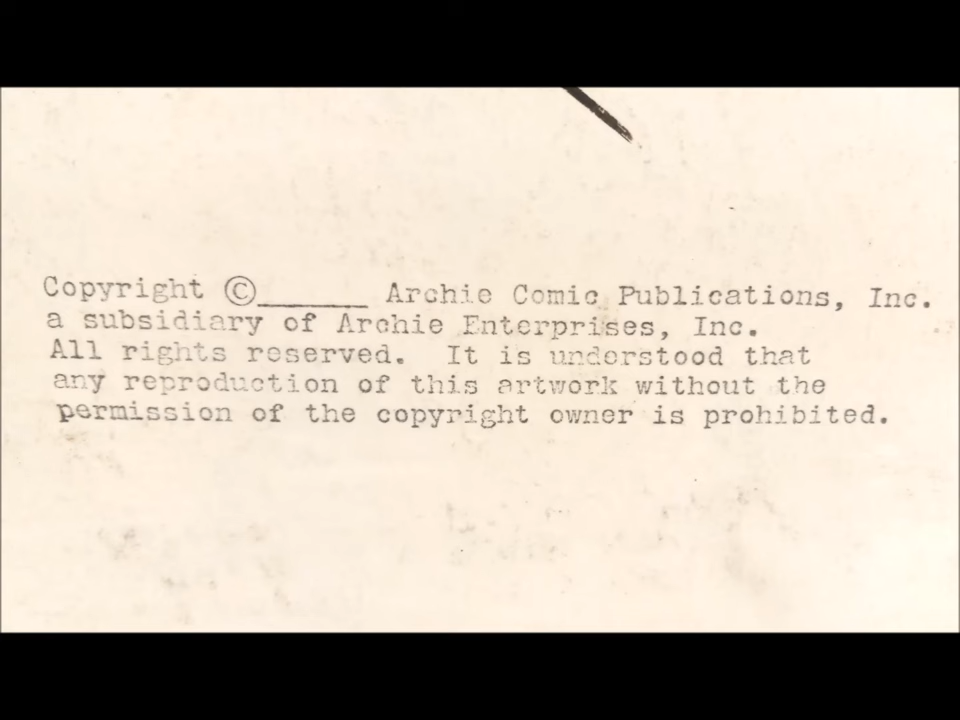 Copyright ©______ Archie Comic Publications, Inc.
a subsidiary of Archie Enterprises, Inc.
All rights reserved. It is understood that
any reproduction of this artwork without the
permission of the copyright owner is prohibited.